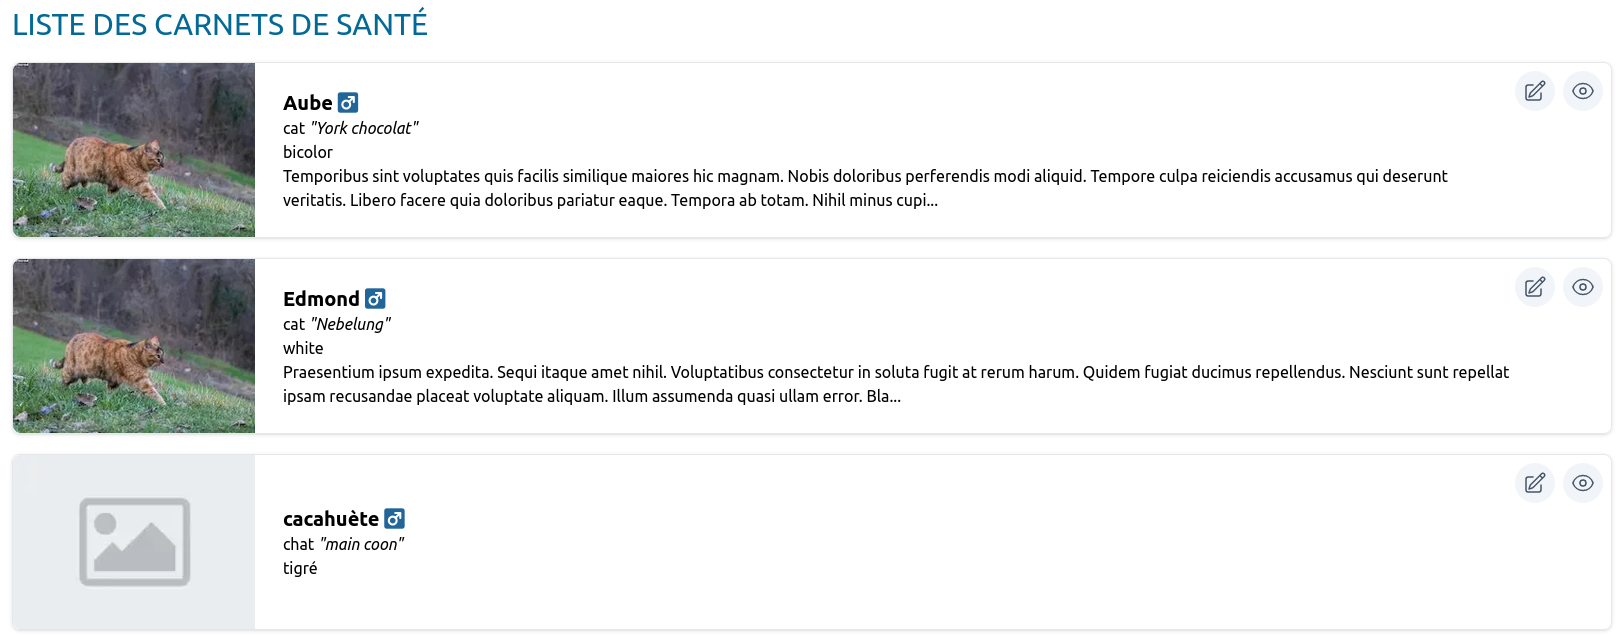 LISTE DES CARNETS DE SANTÉ
Aube ♂
cat "York chocolat"
bicolor
Temporibus sint voluptates quis facilis similique maiores hic magnam. Nobis doloribus perferendis modi aliquid. Tempore culpa reiciendis accusamus qui deserunt
veritatis. Libero facere quia doloribus pariatur eaque. Tempora ab totam. Nihil minus cupi...
Edmond ♂
cat "Nebelung"
white
Praesentium ipsum expedita. Sequi itaque amet nihil. Voluptatibus consectetur in soluta fugit at rerum harum. Quidem fugiat ducimus repellendus. Nesciunt sunt repellat
ipsam recusandae placeat voluptate aliquam. Illum assumenda quasi ullam error. Bla...
cacahuète ♂
chat "main coon"
tigré